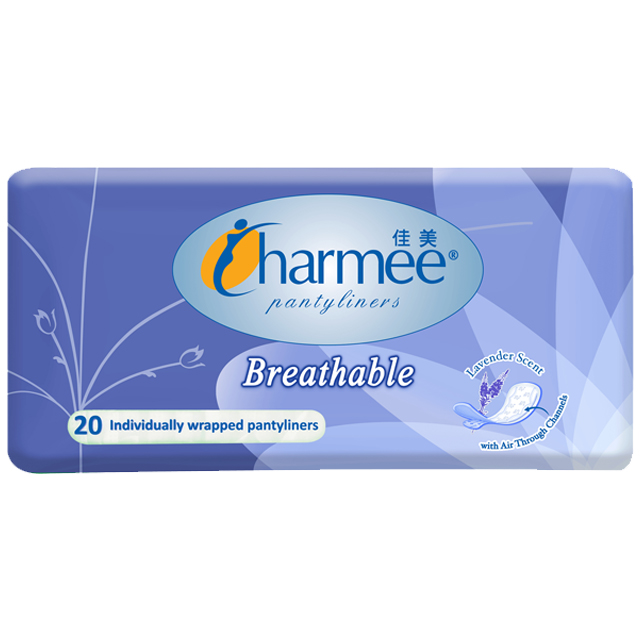 佳美
Charmee®
pantyliners
Breathable
Lavender Scent
20 Individually wrapped pantyliners
with Air Through Channels